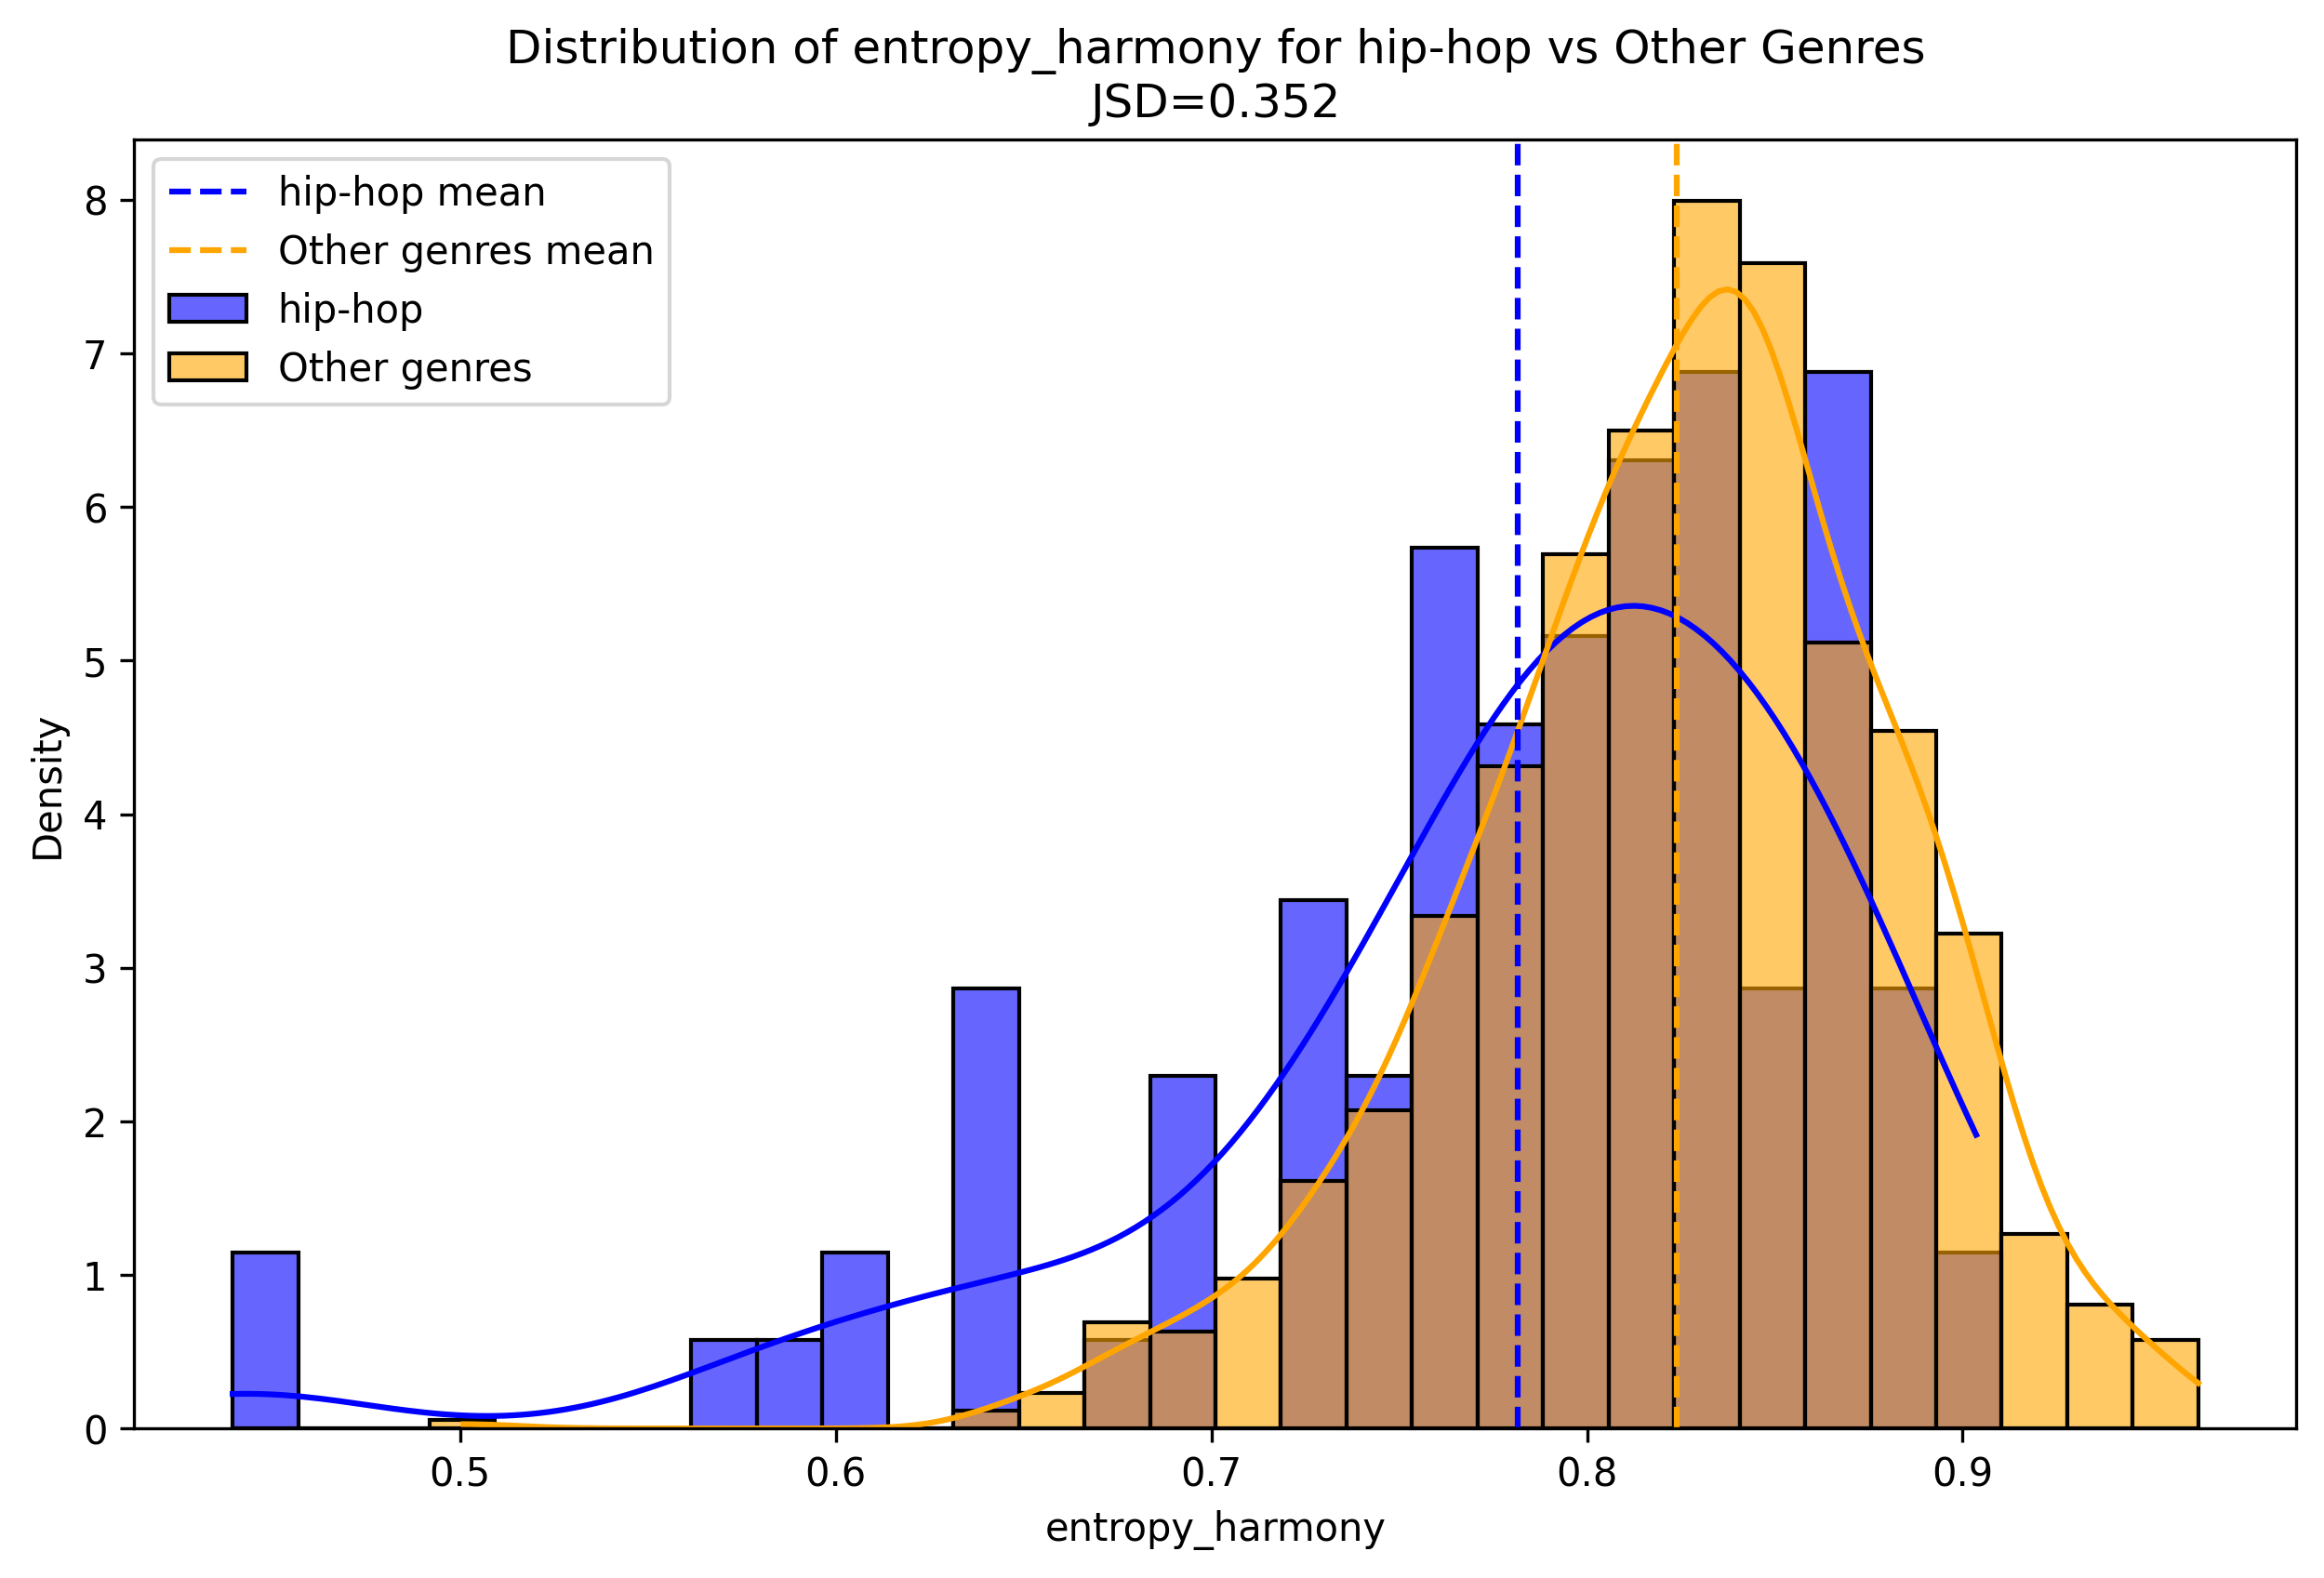 Distribution of entropy_harmony for hip-hop vs Other Genres
JSD=0.352
hip-hop mean
Other genres mean
hip-hop
Other genres
8
7
6
5
4
3
2
1
0
Density
0.5 0.6 0.7 0.8 0.9
entropy_harmony